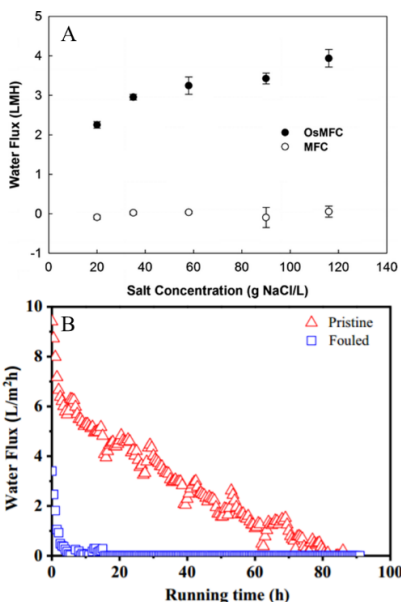 A
Water Flux (LMH)
5
4
3
2
1
0
-1
OsMFC
MFC
0 20 40 60 80 100 120 140
Salt Concentration (g NaCl/L)
B
Water Flux (L/m²h)
10
8
6
4
2
0
Pristine
Fouled
0 20 40 60 80 100
Running time (h)